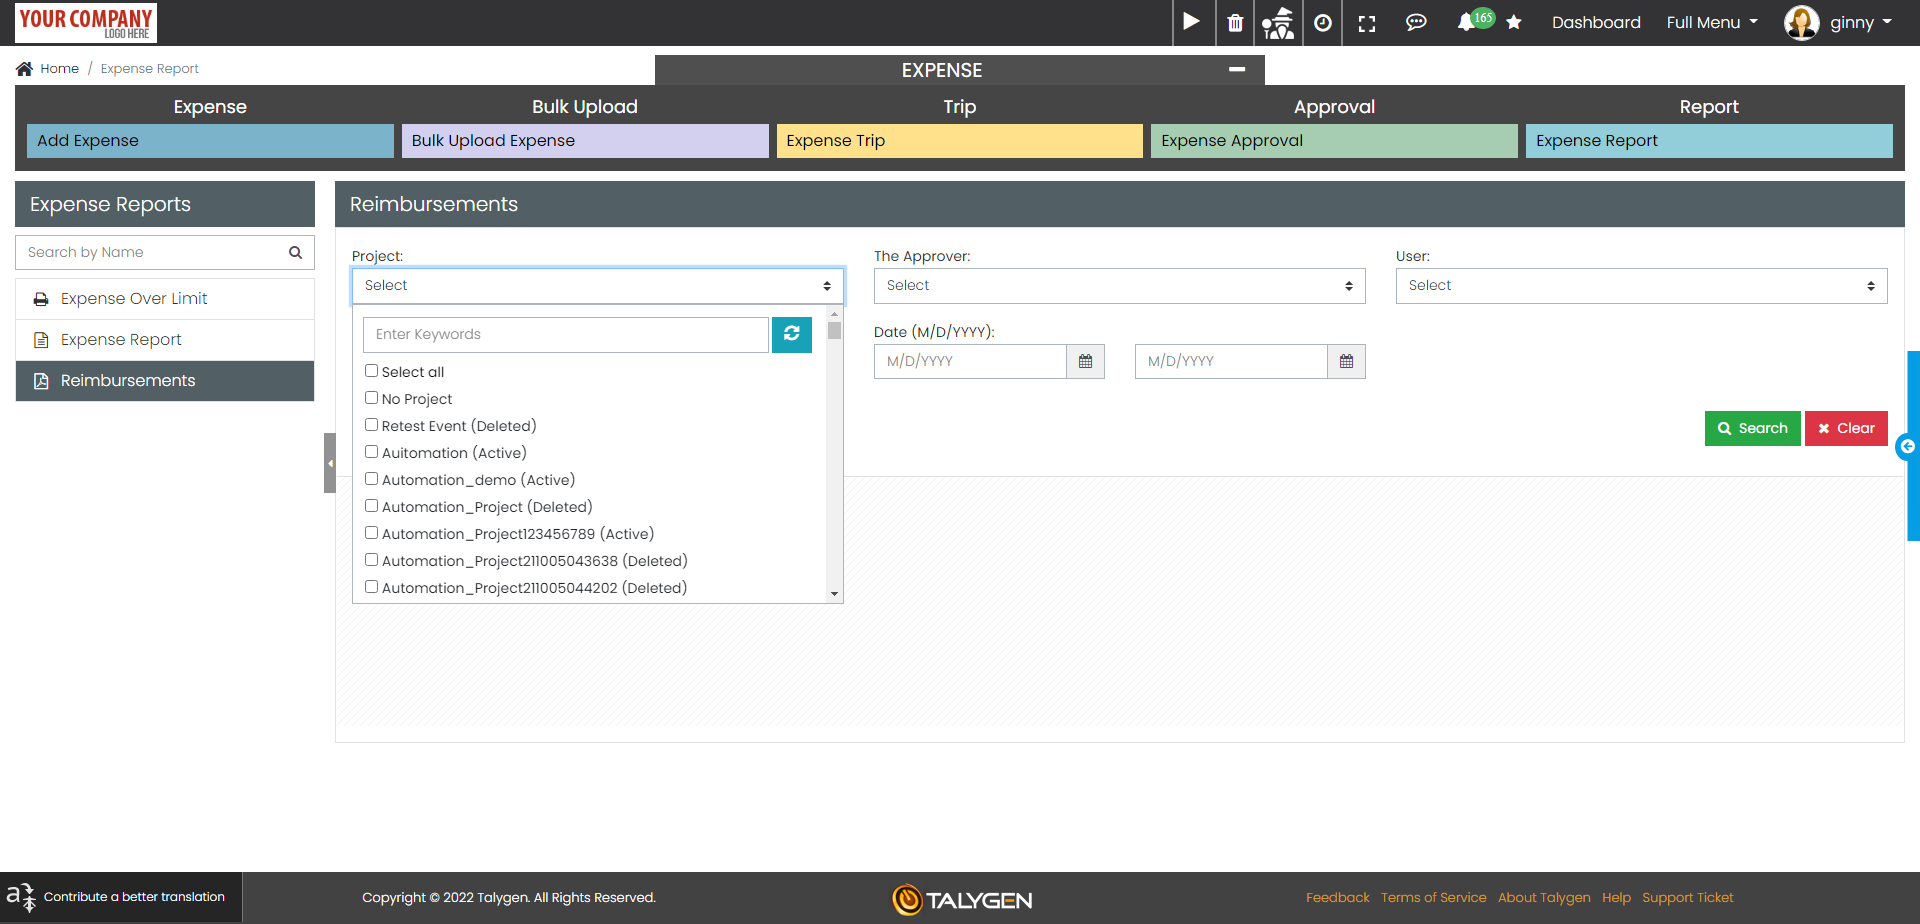 YOUR COMPANY
LOGO HERE
165
Dashboard
Full Menu
ginny
Home / Expense Report
EXPENSE
Expense
Bulk Upload
Trip
Approval
Report
Add Expense
Bulk Upload Expense
Expense Trip
Expense Approval
Expense Report
Expense Reports
Search by Name
Expense Over Limit
Expense Report
Reimbursements
Reimbursements
Project:
The Approver:
User:
Select
Select
Select
Enter Keywords
Date (M/D/YYYY):
M/D/YYYY
M/D/YYYY
Select all
No Project
Retest Event (Deleted)
Auitomation (Active)
Automation_demo (Active)
Automation_Project (Deleted)
Automation_Project123456789 (Active)
Automation_Project211005043638 (Deleted)
Automation_Project211005044202 (Deleted)
Search
Clear
a
Contribute a better translation
Copyright © 2022 Talygen. All Rights Reserved.
TALYGEN
Feedback
Terms of Service
About Talygen
Help
Support Ticket